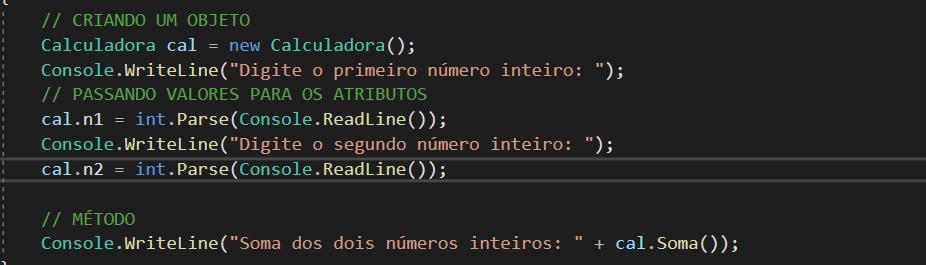 // CRIANDO UM OBJETO
Calculadora cal = new Calculadora();
Console.WriteLine("Digite o primeiro número inteiro: ");
// PASSANDO VALORES PARA OS ATRIBUTOS
cal.n1 = int.Parse(Console.ReadLine());
Console.WriteLine("Digite o segundo número inteiro: ");
cal.n2 = int.Parse(Console.ReadLine());
// MÉTODO
Console.WriteLine("Soma dos dois números inteiros: " + cal.Soma());